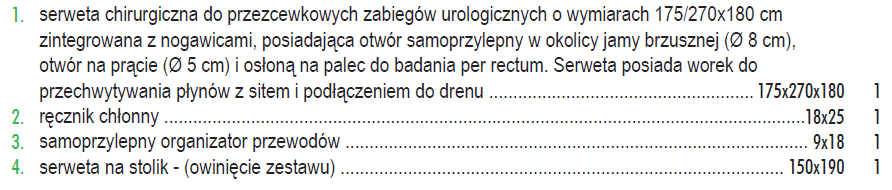 1. serweta chirurgiczna do przezcewkowych zabiegów urologicznych o wymiarach 175/270x180 cm
zintegrowana z nogawicami, posiadająca otwór samoprzylepny w okolicy jamy brzusznej (Ø 8 cm),
otwór na prącie (Ø 5 cm) i osłoną na palec do badania per rectum. Serweta posiada worek do
przechwytywania płynów z sitem i podłączeniem do drenu ..................................................... 175x270x180 1
2. ręcznik chłonny .....................................................................................................................................18x25 1
3. samoprzylepny organizator przewodów ................................................................................................ 9x18 1
4. serweta na stolik - (owinięcie zestawu) ........................................................................................... 150x190 1